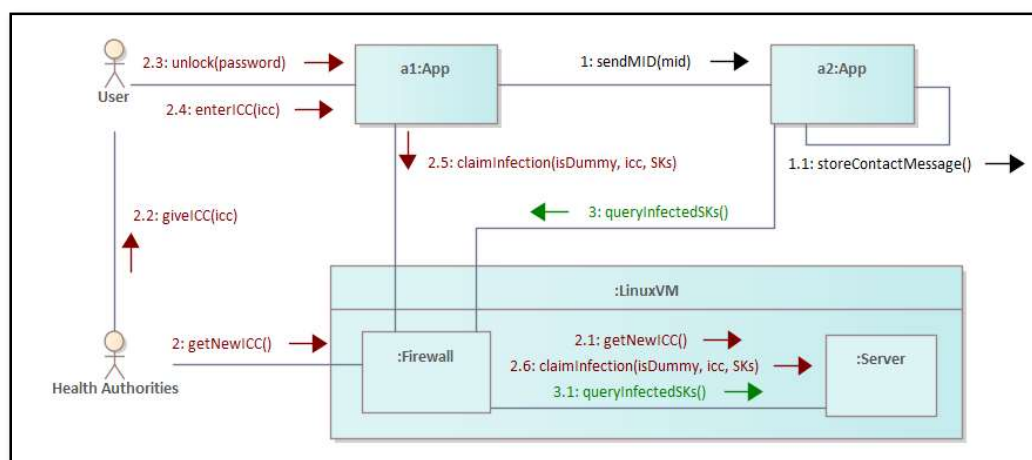 2.3: unlock(password)
a1:App
1: sendMID(mid)
a2:App
User
2.4: enterICC(icc)
2.5: claimInfection(isDummy, icc, SKs)
1.1: storeContactMessage()
2.2: giveICC(icc)
3: queryInfectedSKs()
:LinuxVM
2: getNewICC()
:Firewall
2.1: getNewICC()
2.6: claimInfection(isDummy, icc, SKs)
3.1: queryInfectedSKs()
:Server
Health Authorities